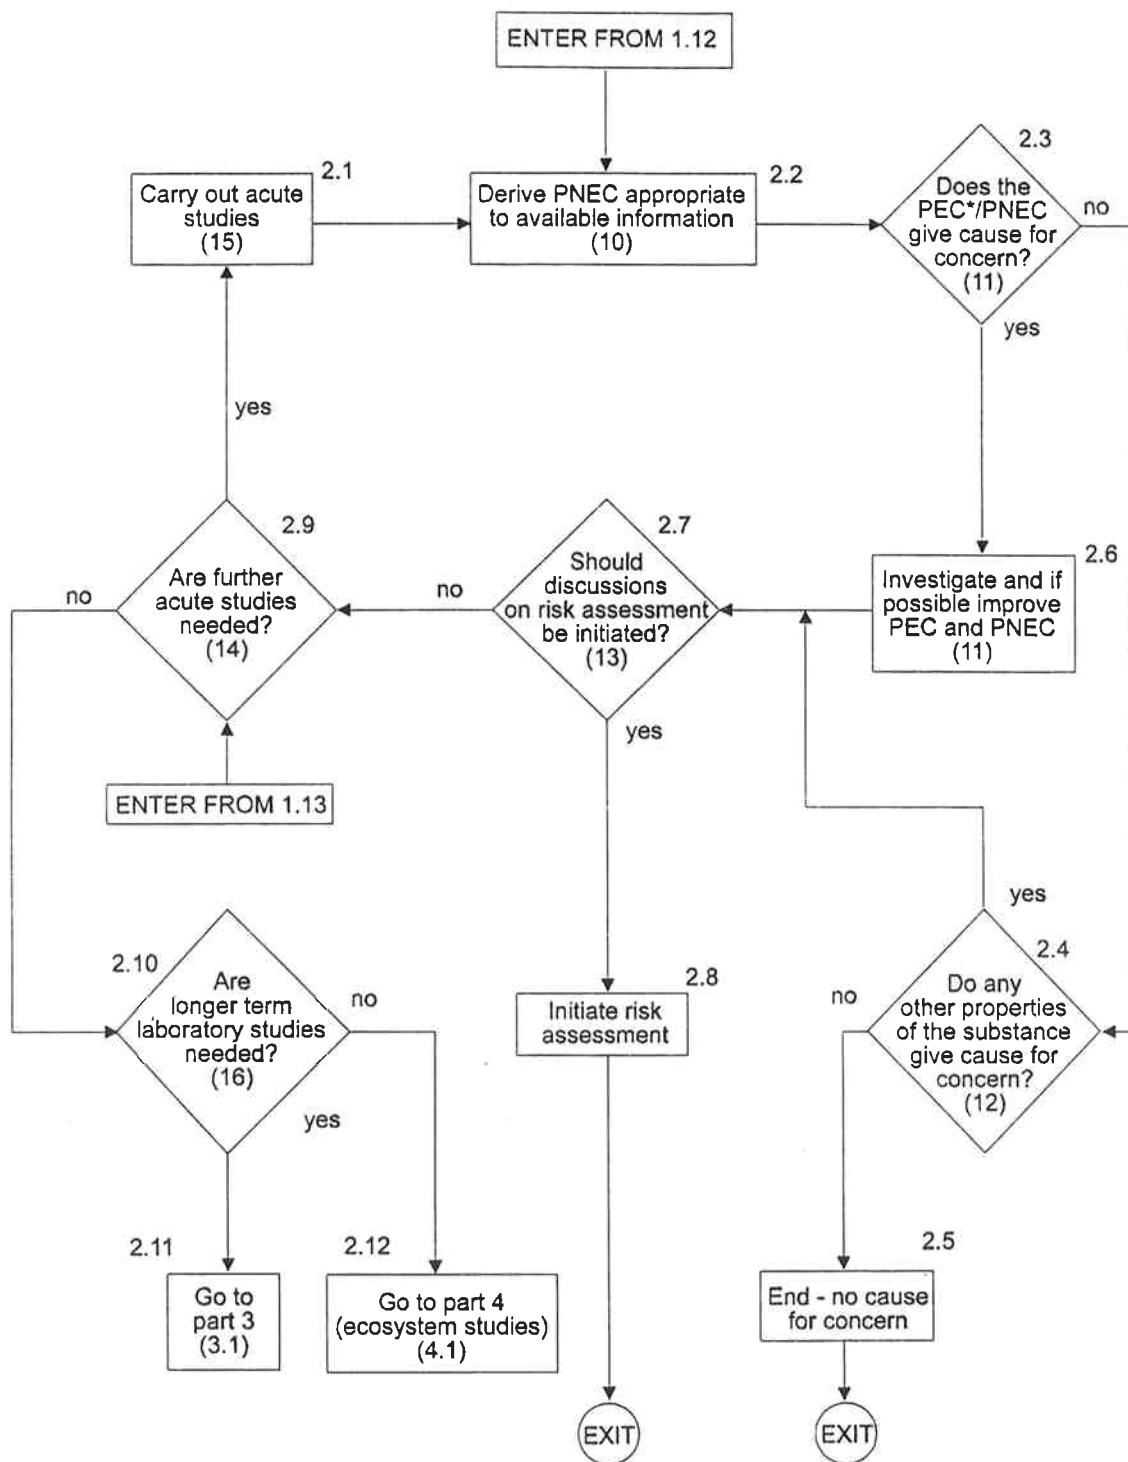 ENTER FROM 1.12
2.1
Carry out acute
studies
(15)
2.2
Derive PNEC appropriate
to available information
(10)
2.3
Does the
PEC*/PNEC
give cause for
concern?
(11)
no
yes
yes
2.9
Are further
acute studies
needed?
(14)
no
2.7
Should
discussions
on risk assessment
be initiated?
(13)
no
yes
2.6
Investigate and if
possible improve
PEC and PNEC
(11)
ENTER FROM 1.13
2.10
Are
longer term
laboratory studies
needed?
(16)
no
yes
2.8
Initiate risk
assessment
yes
2.4
no
Do any
other properties
of the substance
give cause for
concern?
(12)
2.11
Go to
part 3
(3.1)
2.12
Go to part 4
(ecosystem studies)
(4.1)
2.5
End - no cause
for concern
EXIT
EXIT